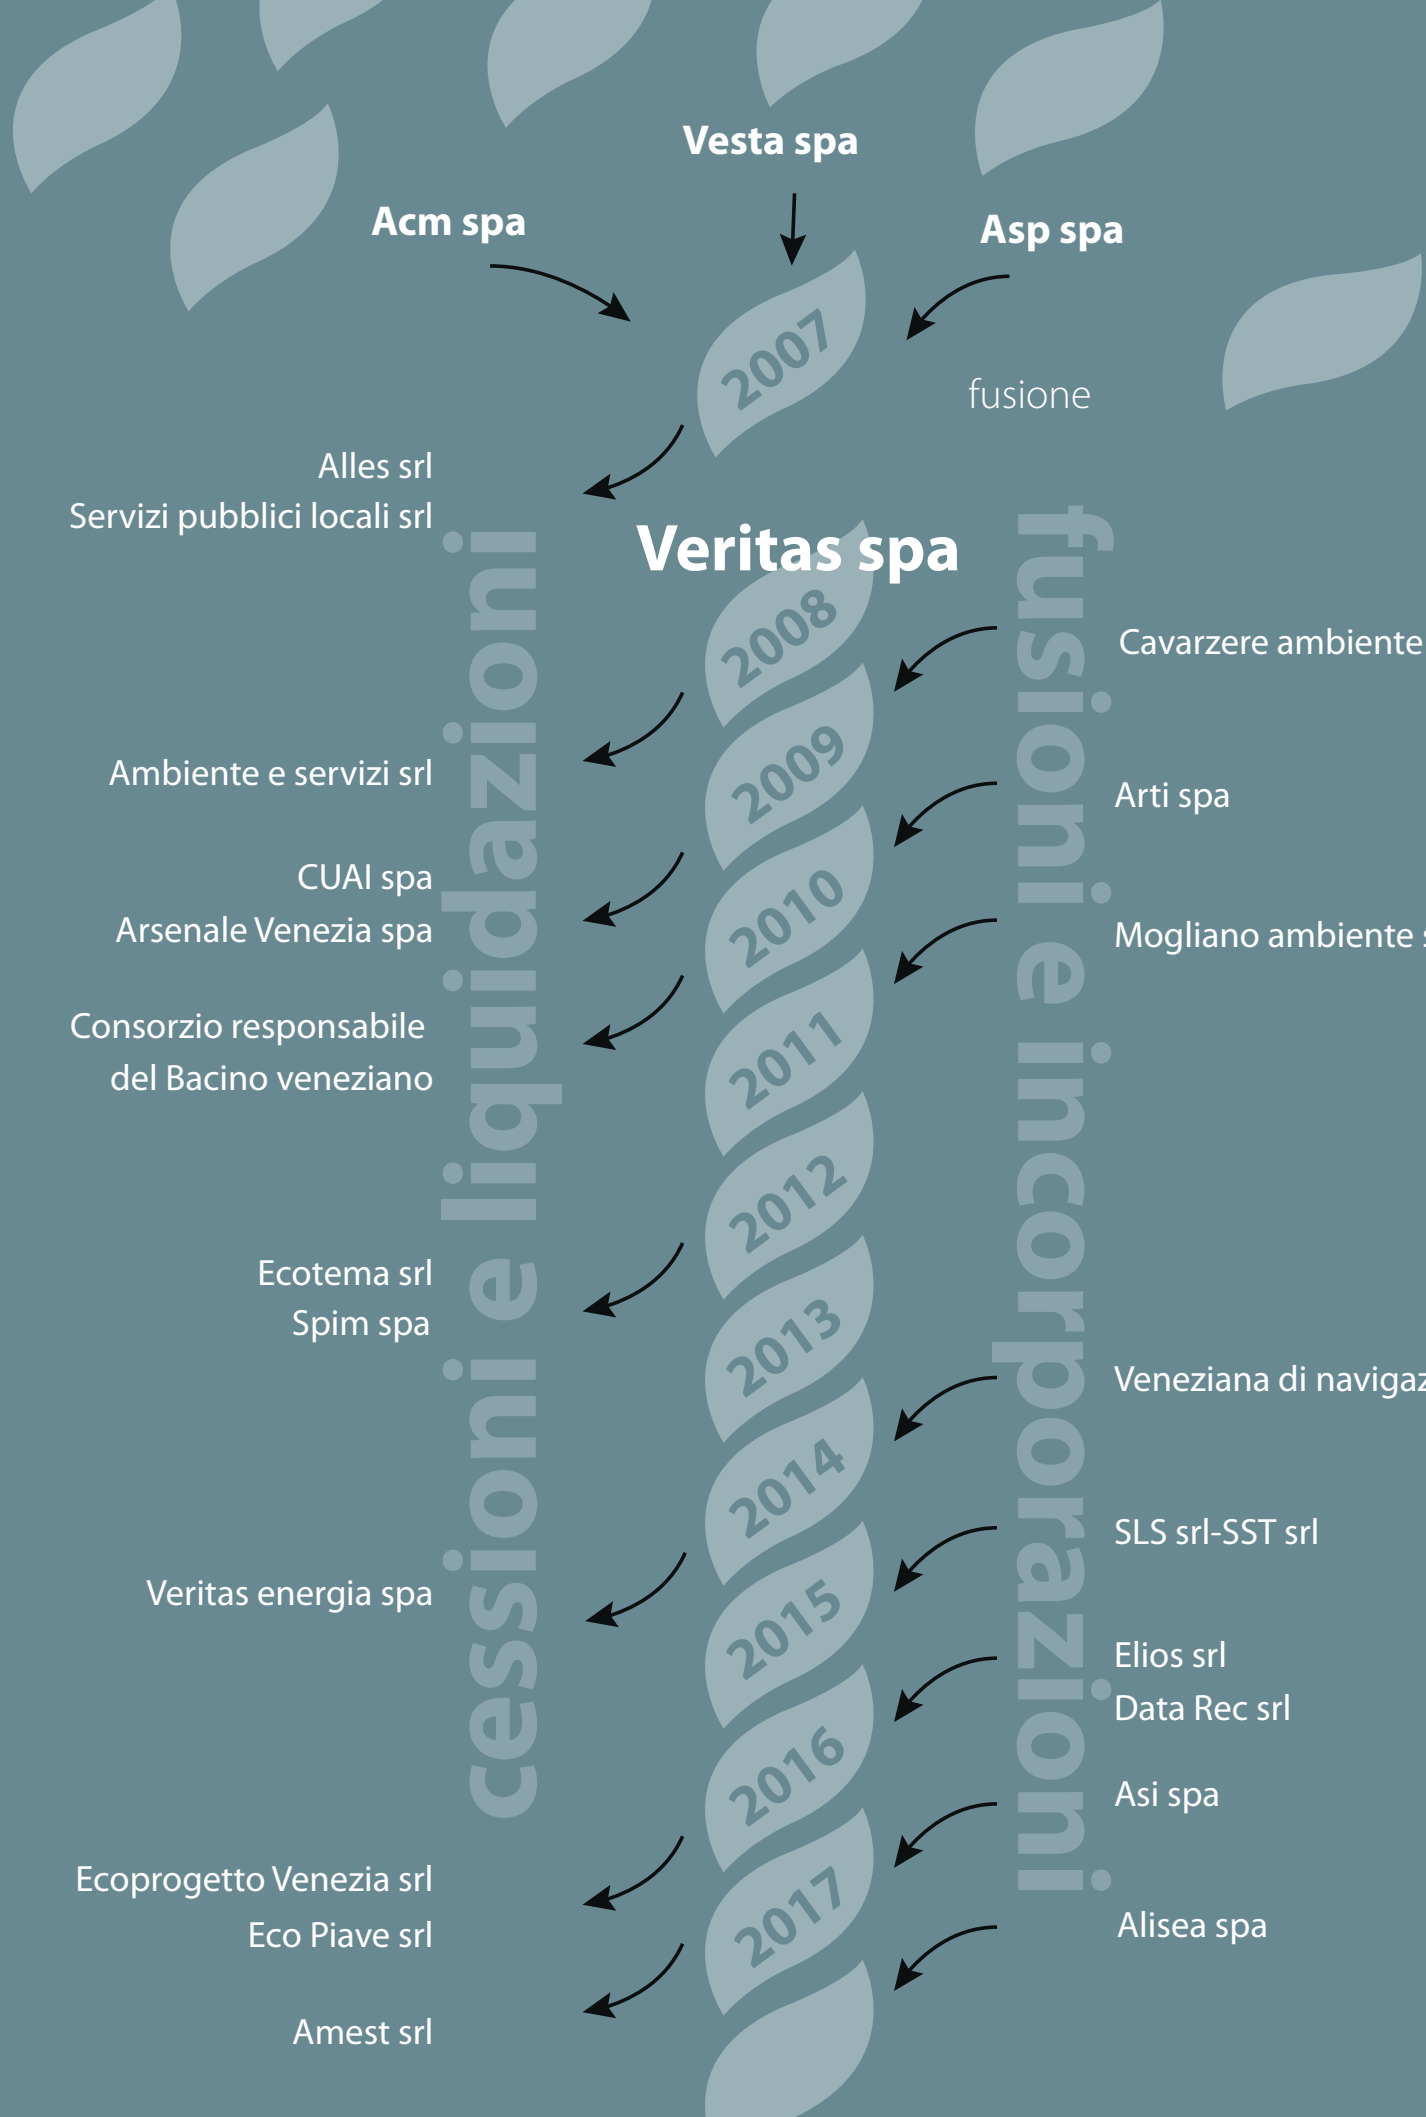 Vesta spa
Acm spa
Asp spa
2007
fusione
Alles srl
Servizi pubblici locali srl
Veritas spa
cessioni e liquidazioni
fusioni e incorporazioni
2008
Cavarzere ambiente
2009
Ambiente e servizi srl
Arti spa
CUAI spa
2010
Arsenale Venezia spa
Mogliano ambiente
Consorzio responsabile
del Bacino veneziano
2011
2012
Ecotema srl
Spim spa
2013
Veneziana di
2014
SLS srl-SST srl
Veritas energia spa
2015
Elios srl
Data Rec srl
2016
Asi spa
Ecoprogetto Venezia srl
Eco Piave srl
2017
Alisea spa
Amest srl